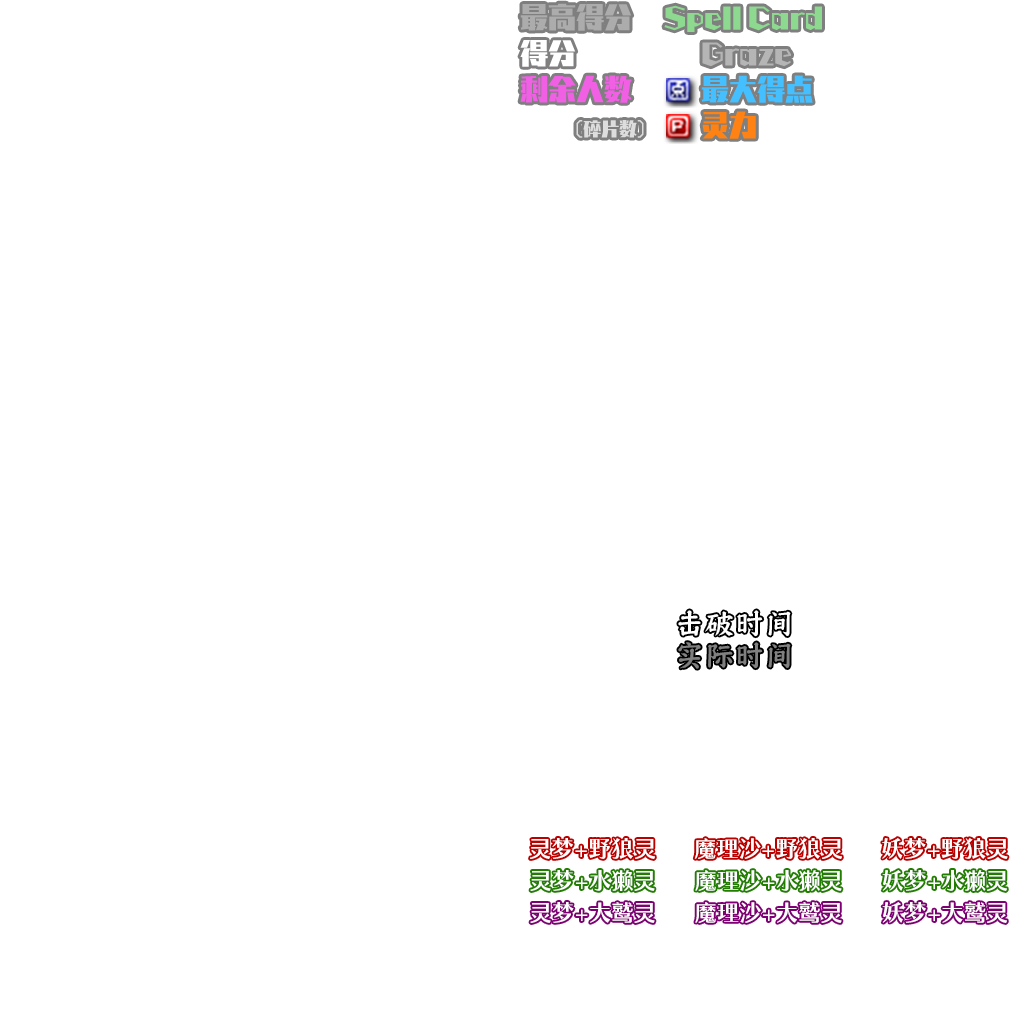 最高得分 Spell Card
得分 Graze
剩余人数 点 最大得点
(碎片数) P 灵力
击破时间
实际时间
灵梦+野狼灵 魔理沙+野狼灵 妖梦+野狼灵
灵梦+水獭灵 魔理沙+水獭灵 妖梦+水獭灵
灵梦+大鹫灵 魔理沙+大鹫灵 妖梦+大鹫灵